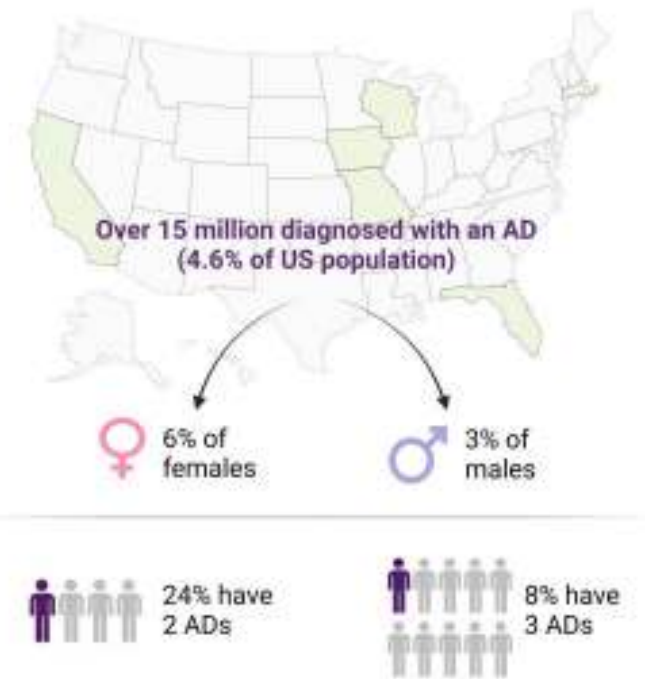 Over 15 million diagnosed with an AD
(4.6% of US population)
6% of
females
3% of
males
24% have
2 ADs
8% have
3 ADs